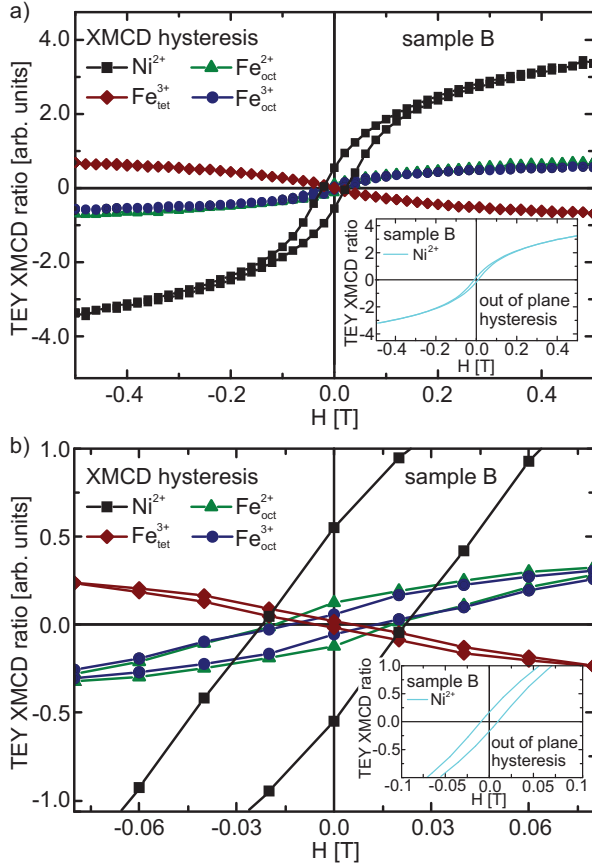 a)
XMCD hysteresis
sample B
Ni²⁺
Fe²⁺oct
Fe³⁺tet
Fe³⁺oct
TEY XMCD ratio [arb. units]
4.0
2.0
0
-2.0
-4.0
-0.4 -0.2 0.0 0.2 0.4
H [T]
TEY XMCD ratio
4
2
0
-2
-4
sample B
Ni²⁺
out of plane
hysteresis
-0.4 -0.2 0.0 0.2 0.4
H [T]
b)
XMCD hysteresis
sample B
Ni²⁺
Fe²⁺oct
Fe³⁺tet
Fe³⁺oct
TEY XMCD ratio [arb. units]
1.0
0.5
0.0
-0.5
-1.0
-0.06 -0.03 0.0 0.03 0.06
H [T]
TEY XMCD ratio
1.0
0.5
0.0
-0.5
sample B
Ni²⁺
out of plane
hysteresis
-0.1 -0.05 0 0.05 0.1
H [T]